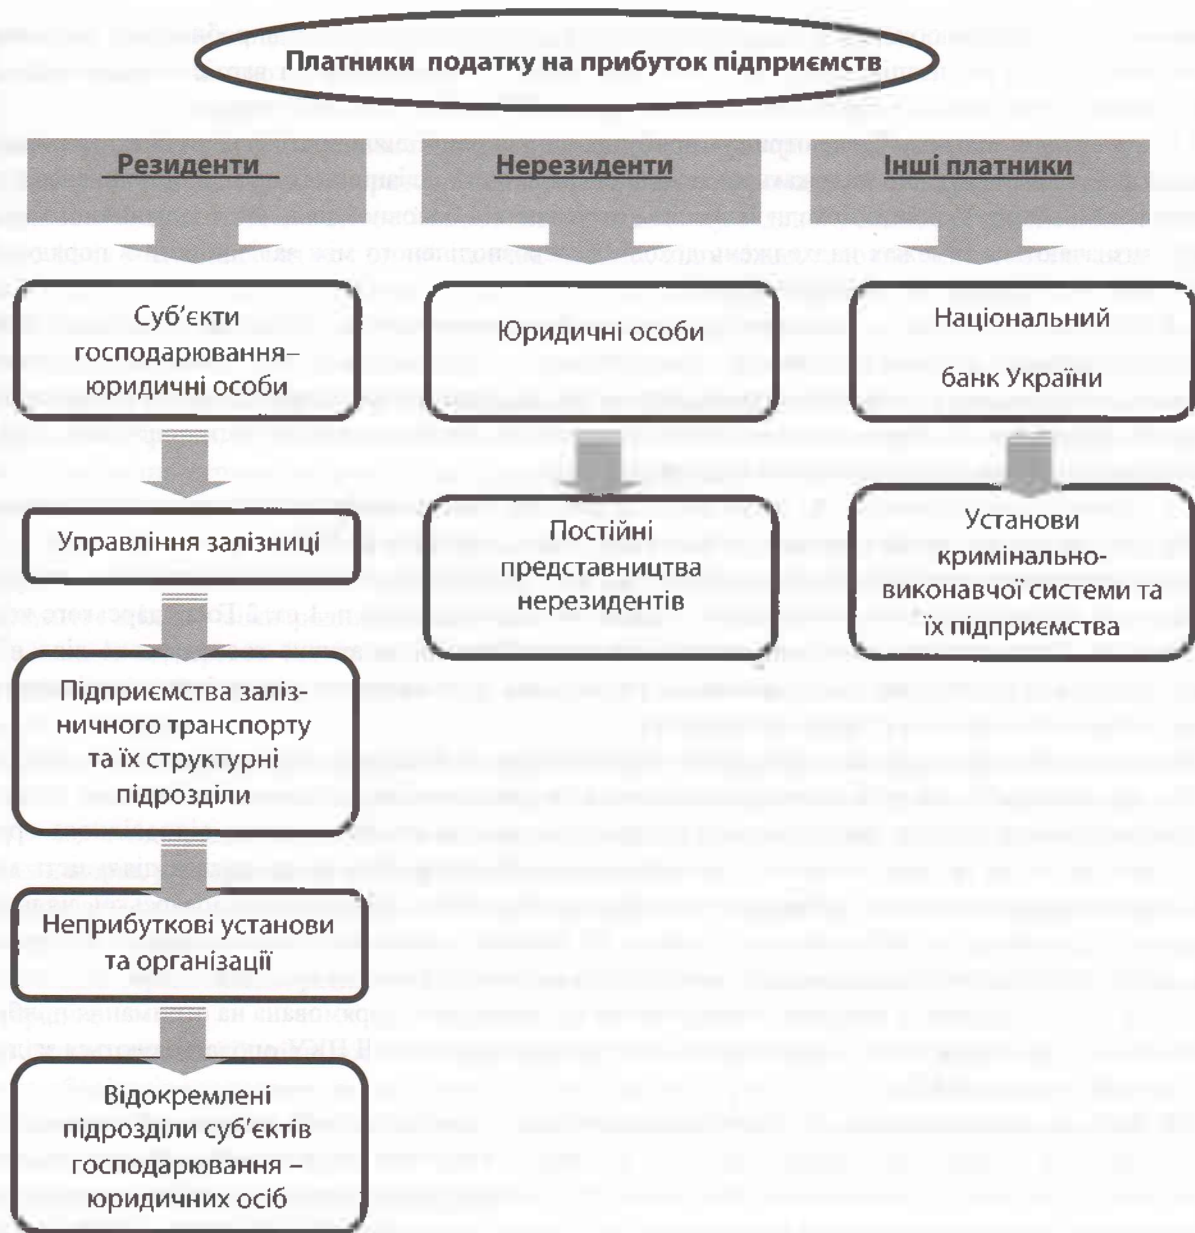 Платники податку на прибуток підприємств
Резиденти
Нерезиденти
Інші платники
Суб’єкти
господарювання–
юридичні особи
Управління залізниці
Підприємства заліз-
ничного транспорту
та їх структурні
підрозділи
Неприбуткові установи
та організації
Відокремлені
підрозділи суб’єктів
господарювання –
юридичних осіб
Юридичні особи
Постійні
представництва
нерезидентів
Національний
банк України
Установи
кримінально-
виконавчої системи та
їх підприємства